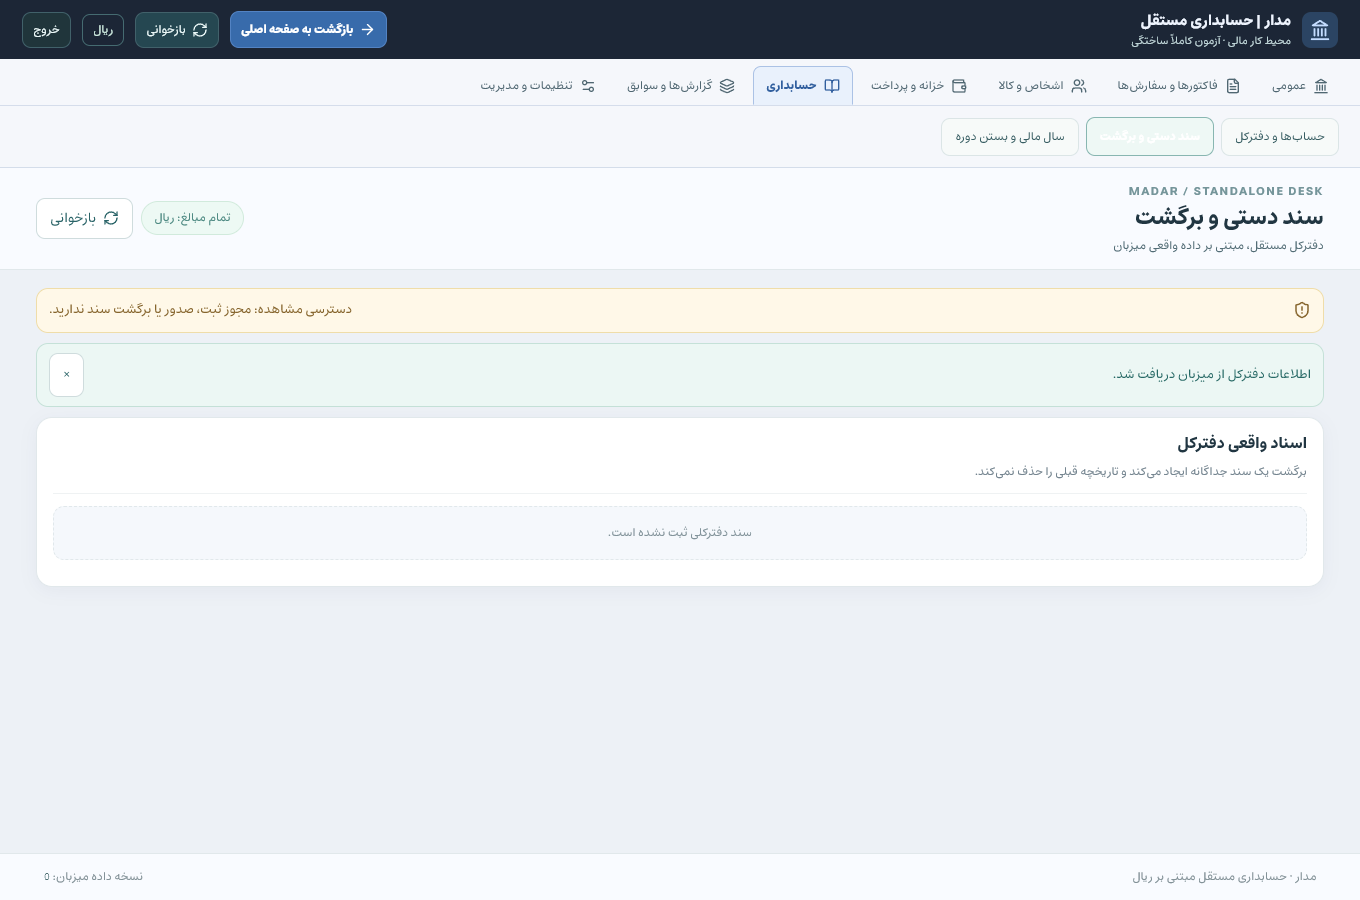 مدار | حسابداری مستقل
محیط کار مالی · آزمون کاملاً ساختگی
بازگشت به صفحه اصلی
بازخوانی
ریال
خروج
عمومی
فاکتورها و سفارش‌ها
اشخاص و کالا
خزانه و پرداخت
حسابداری
گزارش‌ها و سوابق
تنظیمات و مدیریت
حساب‌ها و دفترکل
سند دستی و برگشت
سال مالی و بستن دوره
MADAR / STANDALONE DESK
سند دستی و برگشت
دفترکل مستقل، مبتنی بر داده واقعی میزبان
تمام مبالغ: ریال
بازخوانی
دسترسی مشاهده: مجوز ثبت، صدور یا برگشت سند ندارید.
اطلاعات دفترکل از میزبان دریافت شد.
×
اسناد واقعی دفترکل
برگشت یک سند جداگانه ایجاد می‌کند و تاریخچه قبلی را حذف نمی‌کند.
سند دفترکلی ثبت نشده است.
مدار · حسابداری مستقل مبتنی بر ریال
نسخه داده میزبان: 0